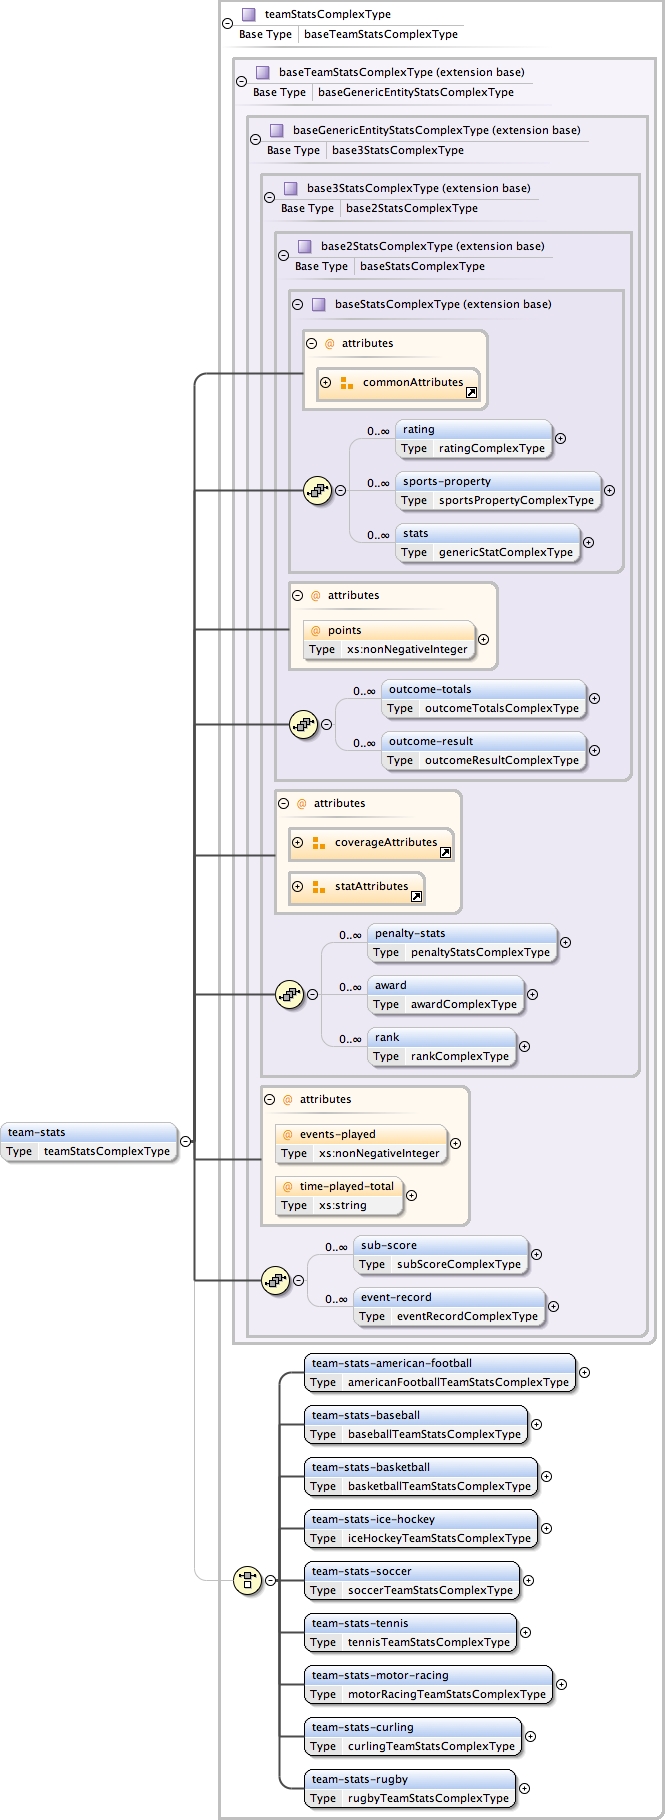 teamStatsComplexType
Base Type baseTeamStatsComplexType
baseTeamStatsComplexType (extension base)
Base Type baseGenericEntityStatsComplexType
baseGenericEntityStatsComplexType (extension base)
Base Type base3StatsComplexType
base3StatsComplexType (extension base)
Base Type base2StatsComplexType
base2StatsComplexType (extension base)
Base Type baseStatsComplexType
baseStatsComplexType (extension base)
@ attributes
commonAttributes
0..∞ rating
Type ratingComplexType
0..∞ sports-property
Type sportsPropertyComplexType
0..∞ stats
Type genericStatComplexType
@ attributes
@ points
Type xs:nonNegativeInteger
0..∞ outcome-totals
Type outcomeTotalsComplexType
0..∞ outcome-result
Type outcomeResultComplexType
@ attributes
coverageAttributes
statAttributes
0..∞ penalty-stats
Type penaltyStatsComplexType
0..∞ award
Type awardComplexType
0..∞ rank
Type rankComplexType
@ attributes
@ events-played
Type xs:nonNegativeInteger
@ time-played-total
Type xs:string
team-stats
Type teamStatsComplexType
0..∞ sub-score
Type subScoreComplexType
0..∞ event-record
Type eventRecordComplexType
team-stats-american-football
Type americanFootballTeamStatsComplexType
team-stats-baseball
Type baseballTeamStatsComplexType
team-stats-basketball
Type basketballTeamStatsComplexType
team-stats-ice-hockey
Type iceHockeyTeamStatsComplexType
team-stats-soccer
Type soccerTeamStatsComplexType
team-stats-tennis
Type tennisTeamStatsComplexType
team-stats-motor-racing
Type motorRacingTeamStatsComplexType
team-stats-curling
Type curlingTeamStatsComplexType
team-stats-rugby
Type rugbyTeamStatsComplexType